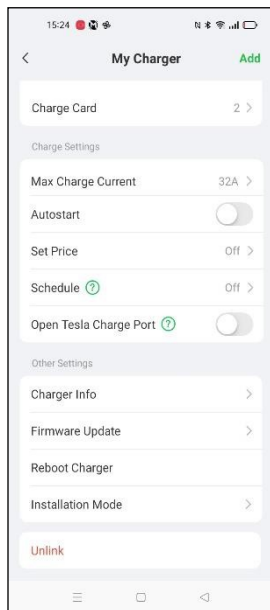 15:24
My Charger
Add
Charge Card 2 >
Charge Settings
Max Charge Current 32A >
Autostart
Set Price Off >
Schedule ? Off >
Open Tesla Charge Port ?
Other Settings
Charger Info >
Firmware Update >
Reboot Charger
Installation Mode >
Unlink